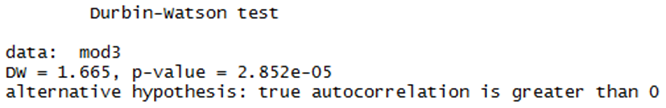 Durbin-Watson test
data: mod3
DW = 1.665, p-value = 2.852e-05
alternative hypothesis: true autocorrelation is greater than 0